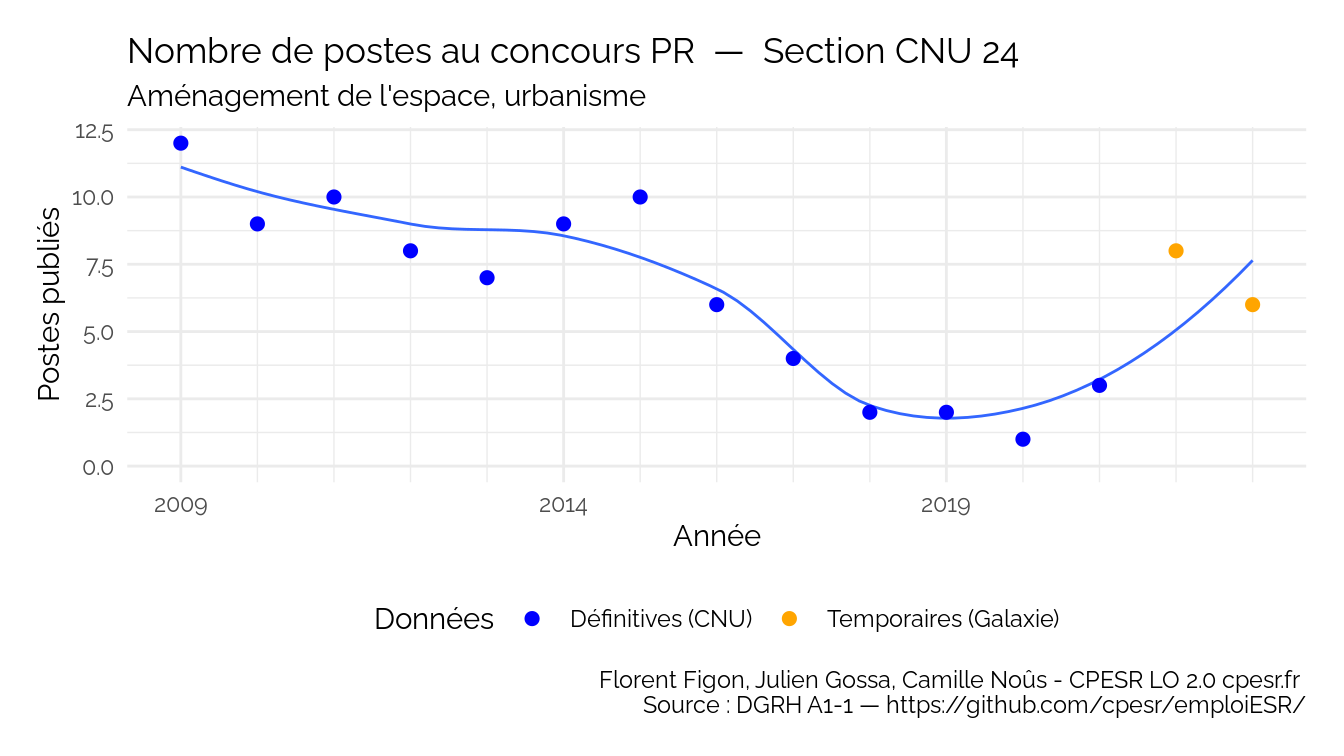 Nombre de postes au concours PR — Section CNU 24
Aménagement de l'espace, urbanisme
12.5
10.0
7.5
5.0
2.5
0.0
Postes publiés
2009 2014 2019
Année
Données Définitives (CNU) Temporaires (Galaxie)
Florent Figon, Julien Gossa, Camille Noûs - CPESR LO 2.0 cpesr.fr
Source : DGRH A1-1 — https://github.com/cpesr/emploiESR/